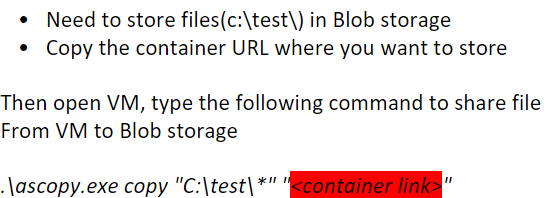 • Need to store files(c:\test\) in Blob storage
• Copy the container URL where you want to store
Then open VM, type the following command to share file
From VM to Blob storage
.\ascopy.exe copy "C:\test\*" "<container link>"